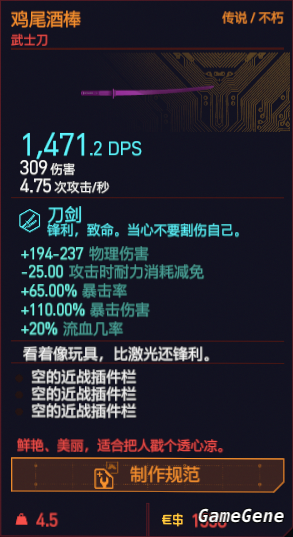 鸡尾酒棒
传说 / 不朽
武士刀
1,471.2 DPS
309 伤害
4.75 次攻击/秒
刀剑
锋利，致命。当心不要割伤自己。
+194-237 物理伤害
-25.00 攻击时耐力消耗减免
+65.00% 暴击率
+110.00% 暴击伤害
+20% 流血几率
看着像玩具，比激光还锋利。
空的近战插件栏
空的近战插件栏
空的近战插件栏
鲜艳、美丽，适合把人戳个透心凉。
制作规范
4.5
€$
GameGene